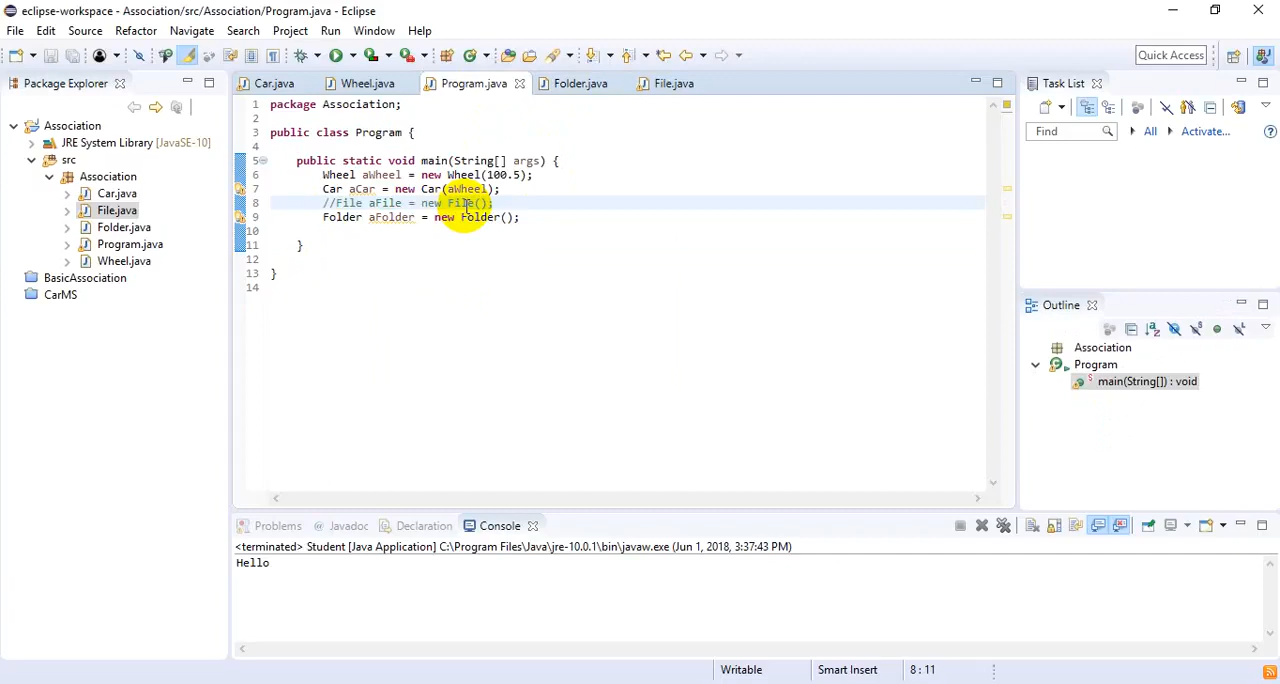 eclipse-workspace - Association/src/Association/Program.java - Eclipse
File Edit Source Refactor Navigate Search Project Run Window Help
Quick Access
Package Explorer
Association
JRE System Library [JavaSE-10]
src
Association
Car.java
File.java
Folder.java
Program.java
Wheel.java
BasicAssociation
CarMS
Car.java Wheel.java Program.java Folder.java File.java
1 package Association;
2
3 public class Program {
4
5 public static void main(String[] args) {
6 Wheel aWheel = new Wheel(100.5);
7 Car aCar = new Car(aWheel);
8 //File aFile = new File();
9 Folder aFolder = new Folder();
10
11 }
12
13 }
14
Task List
Find All Activate...
Outline
Association
Program
main(String[]) : void
Problems Javadoc Declaration Console
<terminated> Student [Java Application] C:\Program Files\Java\jre-10.0.1\bin\javaw.exe (Jun 1, 2018, 3:37:43 PM)
Hello
Writable Smart Insert 8 : 11